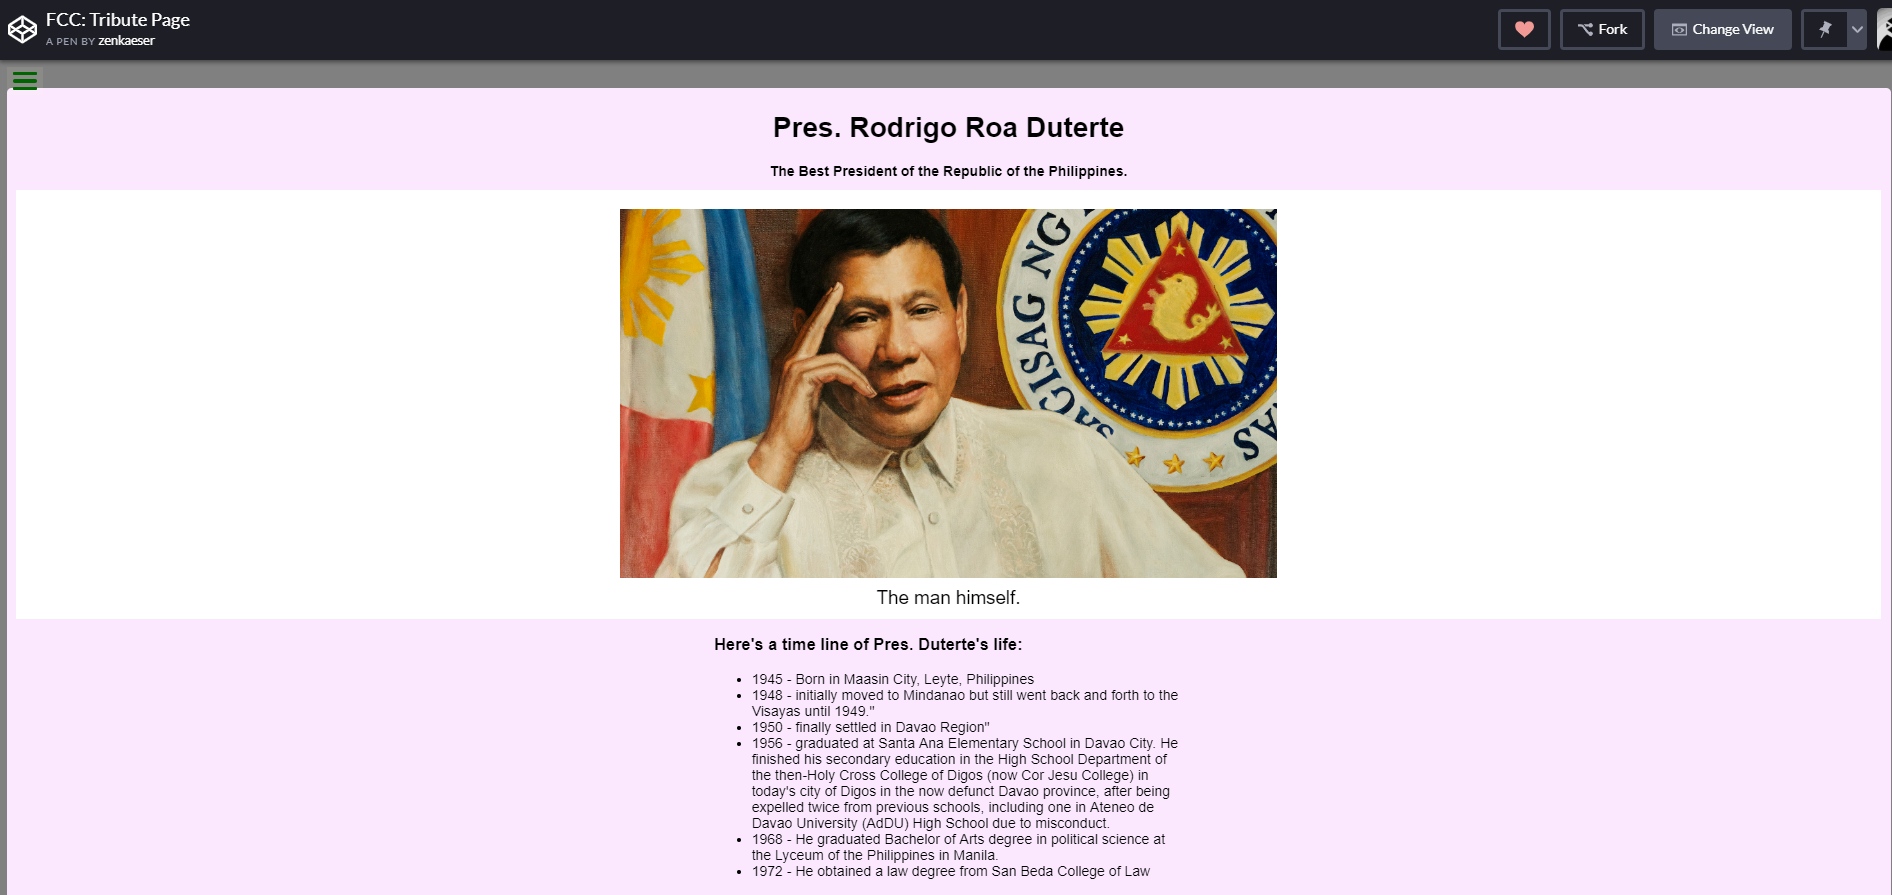 FCC: Tribute Page
A PEN BY zenkaeser
Fork
Change View
Pres. Rodrigo Roa Duterte
The Best President of the Republic of the Philippines.
SAGISAG NG
AS
The man himself.
Here's a time line of Pres. Duterte's life:
1945 - Born in Maasin City, Leyte, Philippines
1948 - initially moved to Mindanao but still went back and forth to the
Visayas until 1949."
1950 - finally settled in Davao Region"
1956 - graduated at Santa Ana Elementary School in Davao City. He
finished his secondary education in the High School Department of
the then-Holy Cross College of Digos (now Cor Jesu College) in
today's city of Digos in the now defunct Davao province, after being
expelled twice from previous schools, including one in Ateneo de
Davao University (AdDU) High School due to misconduct.
1968 - He graduated Bachelor of Arts degree in political science at
the Lyceum of the Philippines in Manila.
1972 - He obtained a law degree from San Beda College of Law